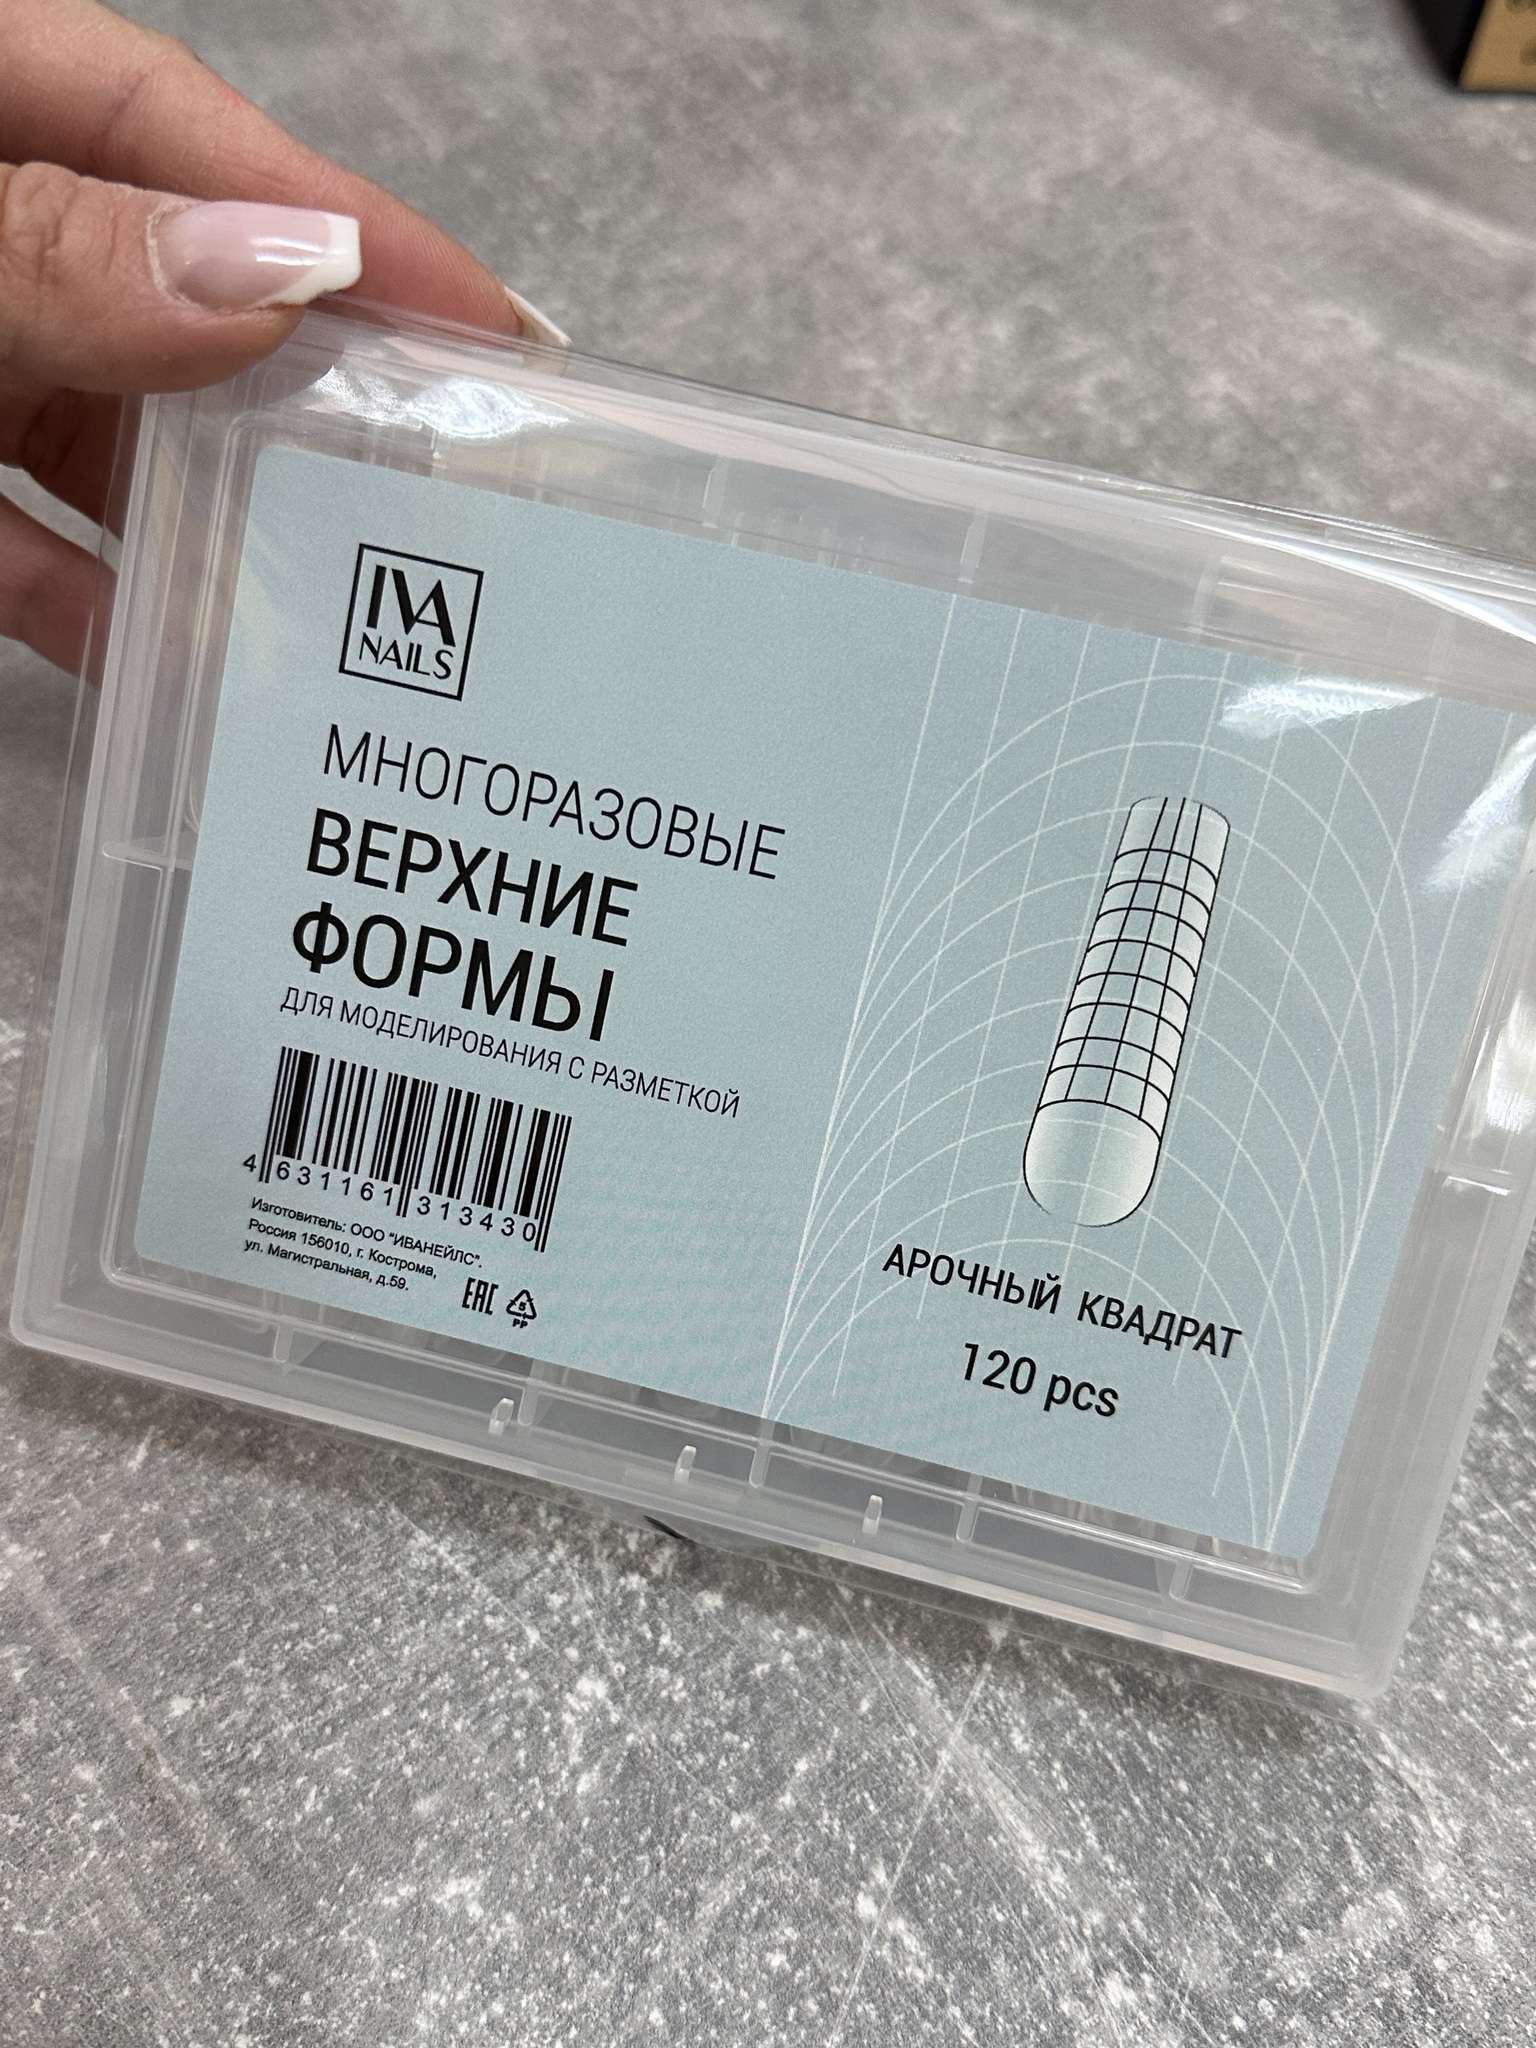 IVA
NAILS
МНОГОРАЗОВЫЕ
ВЕРХНИЕ
ФОРМЫ
ДЛЯ МОДЕЛИРОВАНИЯ С РАЗМЕТКОЙ
4 631161 313430
Изготовитель: ООО "ИВАНЕЙЛС".
Россия 156010, г. Кострома,
ул. Магистральная, д.59.
EAC
5
PP
АРОЧНЫЙ КВАДРАТ
120 pcs